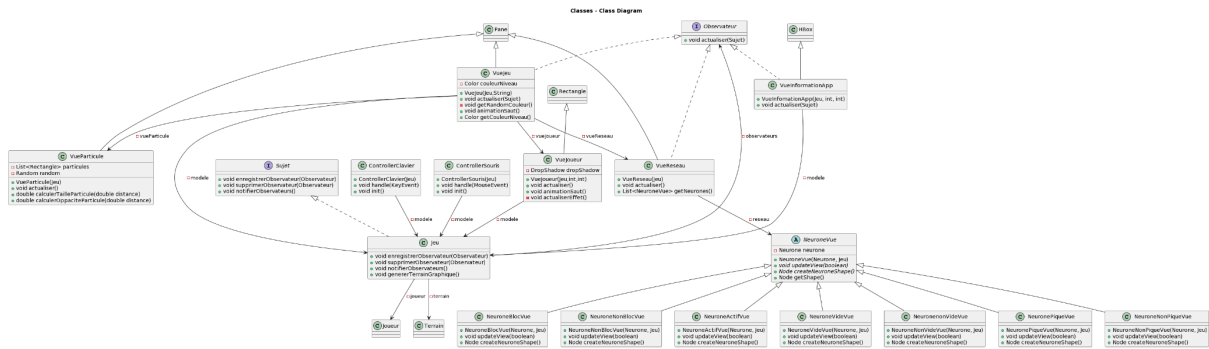 Classes - Class Diagram
C Pane
I Observateur
void actualiser(Sujet)
C HBox
C VueJeu
Color couleurNiveau
VueJeu(Jeu,String)
void actualiser(Sujet)
void getRandomCouleur()
void animationSaut()
Color getCouleurNiveau()
C Rectangle
C VueInformationApp
VueInformationApp(Jeu, int, int)
void actualiser(Sujet)
vueParticule
vueJoueur
vueReseau
observateurs
C VueParticule
List<Rectangle> particules
Random random
VueParticule(Jeu)
void actualiser()
double calculerTailleParticule(double distance)
double calculerOppaciteParticule(double distance)
modele
I Sujet
void enregistrerObservateur(Observateur)
void supprimerObservateur(Observateur)
void notifierObservateurs()
C ControllerClavier
ControllerClavier(Jeu)
void handle(KeyEvent)
void init()
C ControllerSouris
ControllerSouris(Jeu)
void handle(MouseEvent)
void init()
C VueJoueur
DropShadow dropShadow
VueJoueur(Jeu,int,int)
void actualiser()
void animationSaut()
void actualiserEffet()
C VueReseau
VueReseau(Jeu)
void actualiser()
List<NeuroneVue> getNeurones()
modele
modele
modele
modele
reseau
C Jeu
void enregistrerObservateur(Observateur)
void supprimerObservateur(Observateur)
void notifierObservateurs()
void genererTerrainGraphique()
A NeuroneVue
Neurone neurone
NeuroneVue(Neurone, Jeu)
void updateView(boolean)
Node createNeuroneShape()
Node getShape()
joueur
terrain
C Joueur
C Terrain
C NeuroneBlocVue
NeuroneBlocVue(Neurone, Jeu)
void updateView(boolean)
Node createNeuroneShape()
C NeuroneNonBlocVue
NeuroneNonBlocVue(Neurone, Jeu)
void updateView(boolean)
Node createNeuroneShape()
C NeuroneActifVue
NeuroneActifVue(Neurone, Jeu)
void updateView(boolean)
Node createNeuroneShape()
C NeuroneVideVue
NeuroneVideVue(Neurone, Jeu)
void updateView(boolean)
Node createNeuroneShape()
C NeuronenonVideVue
NeuroneNonVideVue(Neurone, Jeu)
void updateView(boolean)
Node createNeuroneShape()
C NeuronePiqueVue
NeuronePiqueVue(Neurone, Jeu)
void updateView(boolean)
Node createNeuroneShape()
C NeuroneNonPiqueVue
NeuroneNonPiqueVue(Neurone, Jeu)
void updateView(boolean)
Node createNeuroneShape()